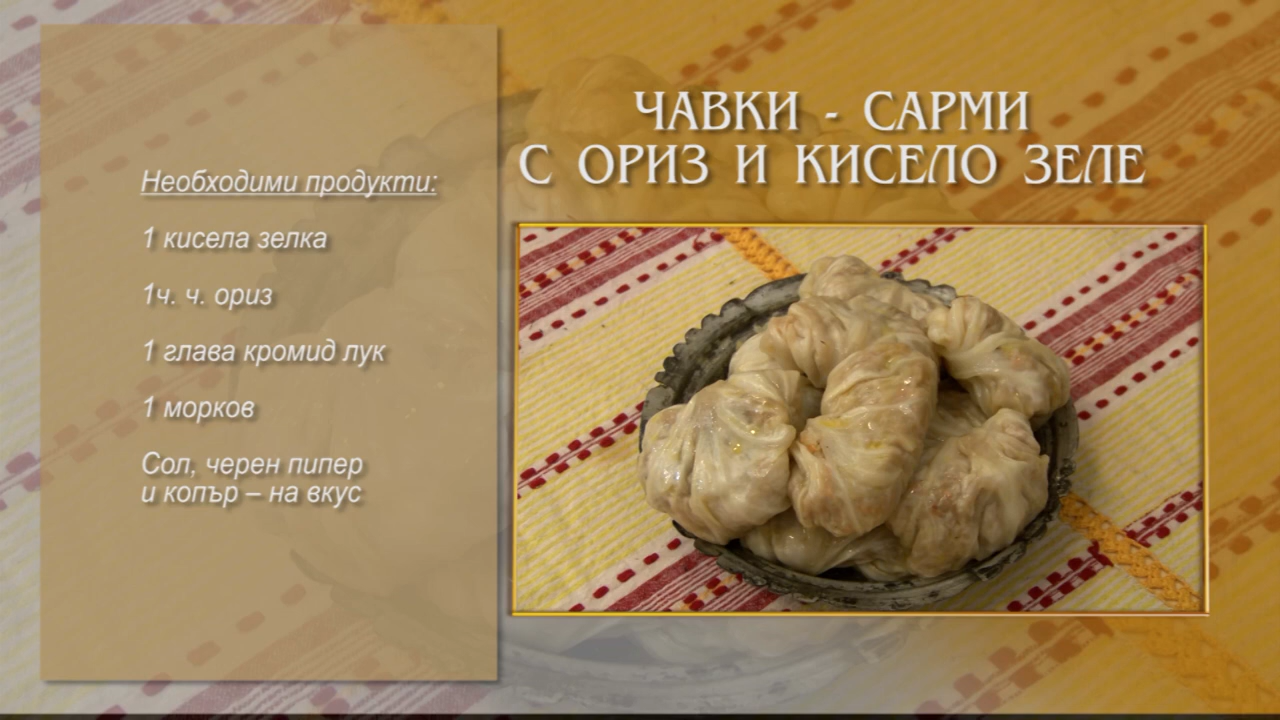 ЧАВКИ - САРМИ
С ОРИЗ И КИСЕЛО ЗЕЛЕ
Необходими продукти:
1 кисела зелка
1ч. ч. ориз
1 глава кромид лук
1 морков
Сол, черен пипер
и копър – на вкус